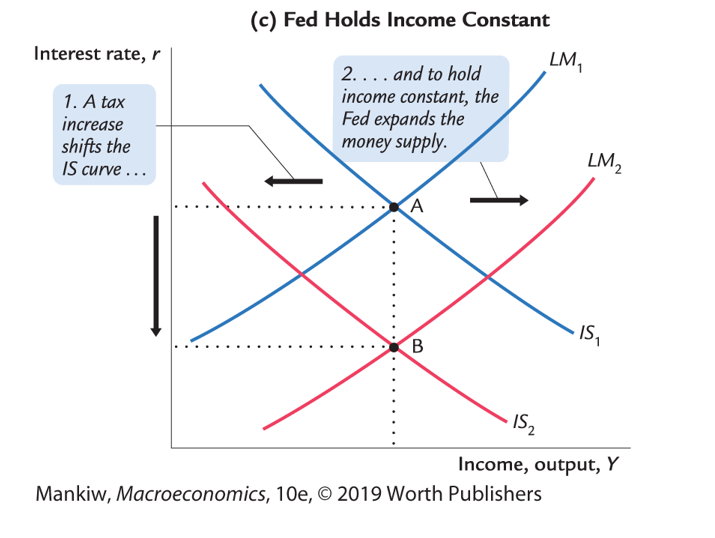 (c) Fed Holds Income Constant
Interest rate, r
1. A tax
increase
shifts the
IS curve . . .
2. . . . and to hold
income constant, the
Fed expands the
money supply.
LM1
LM2
A
B
IS1
IS2
Income, output, Y
Mankiw, Macroeconomics, 10e, © 2019 Worth Publishers